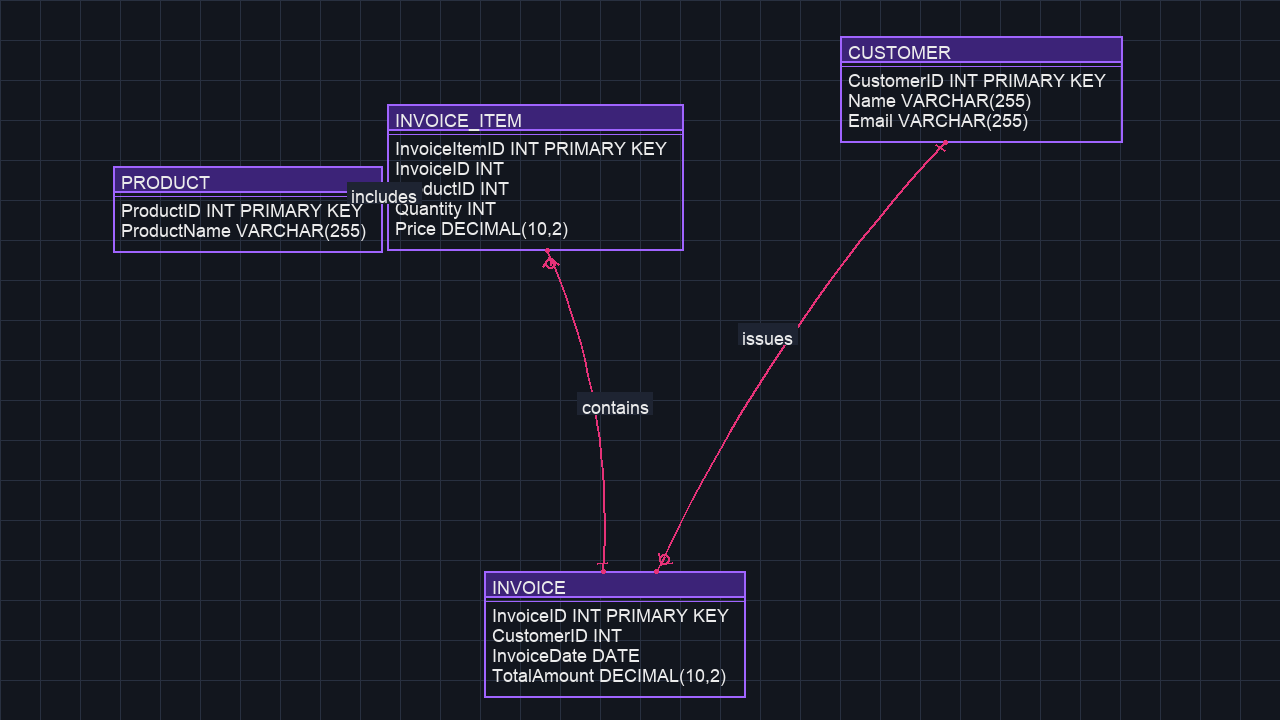 CUSTOMER
CustomerID INT PRIMARY KEY
Name VARCHAR(255)
Email VARCHAR(255)
INVOICE_ITEM
InvoiceItemID INT PRIMARY KEY
InvoiceID INT
ductID INT
Quantity INT
Price DECIMAL(10,2)
PRODUCT
ProductID INT PRIMARY KEY
ProductName VARCHAR(255)
includes
issues
contains
INVOICE
InvoiceID INT PRIMARY KEY
CustomerID INT
InvoiceDate DATE
TotalAmount DECIMAL(10,2)